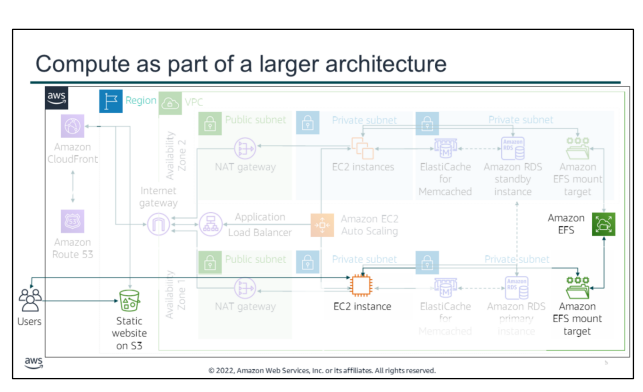 Compute as part of a larger architecture
aws
Region
VPC
Public subnet
Private subnet
Private subnet
Amazon
CloudFront
Availability
Zone 2
NAT gateway
EC2 instances
ElastiCache
for
Memcached
Amazon
RDS
Amazon RDS
standby
instance
Amazon
EFS mount
target
Internet
gateway
Application
Load Balancer
Amazon EC2
Auto Scaling
Amazon
EFS
Amazon
Route 53
Public subnet
Private subnet
Private subnet
Availability
Zone 1
NAT gateway
EC2 instance
ElastiCache
for
Memcached
Amazon
RDS
Amazon RDS
primary
instance
Amazon
EFS mount
target
Users
Static
website
on S3
aws
© 2022, Amazon Web Services, Inc. or its affiliates. All rights reserved.